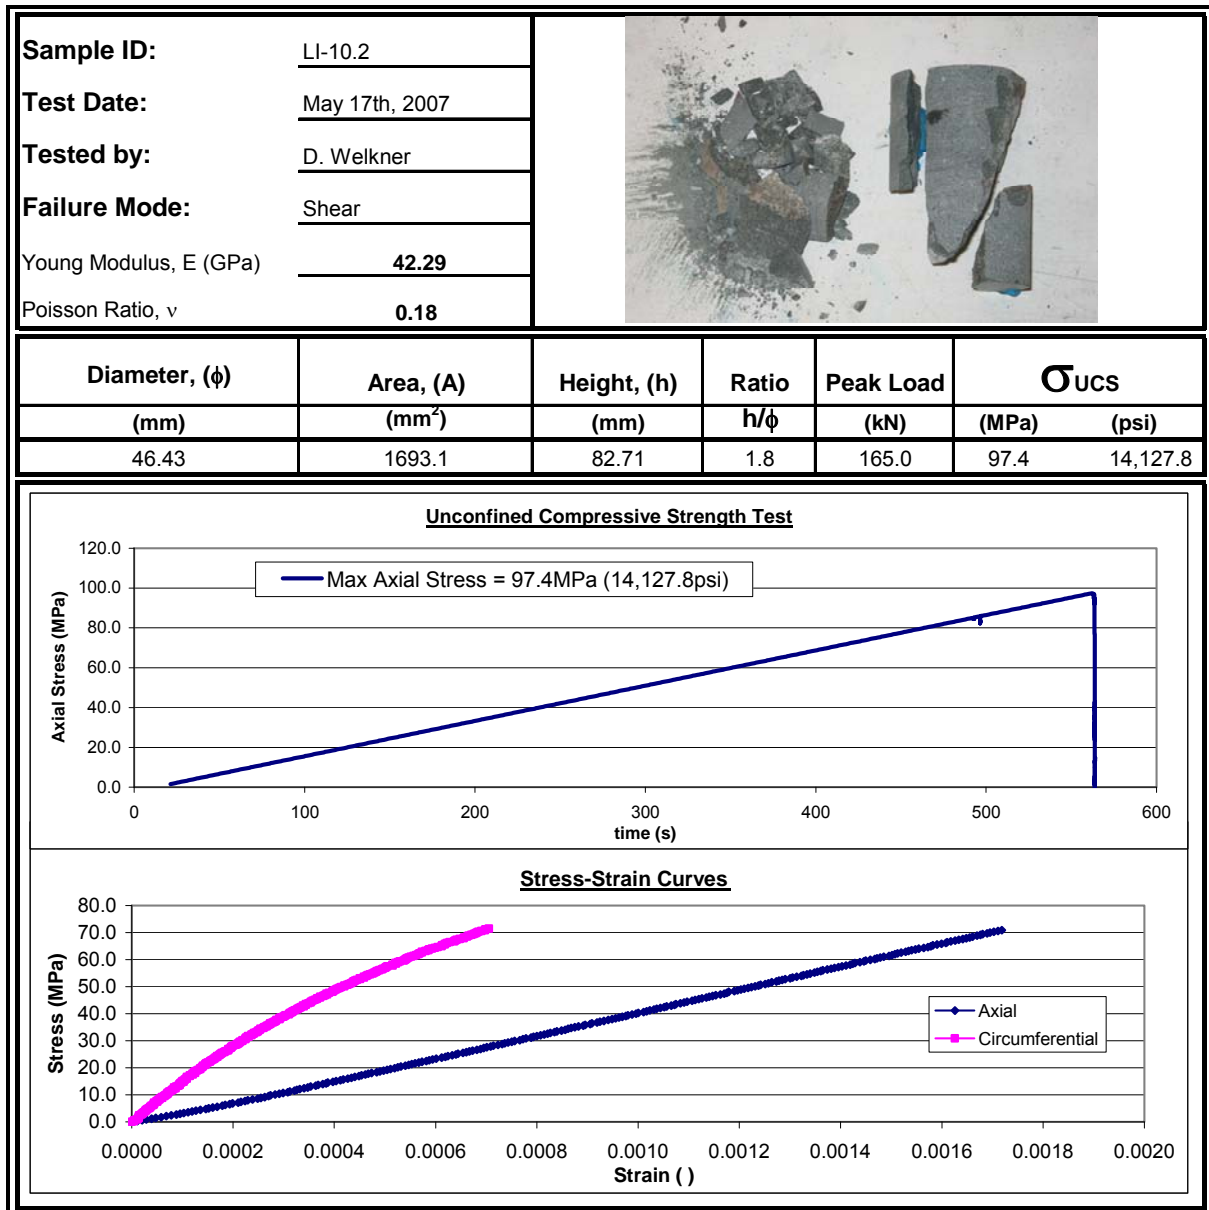 Sample ID: LI-10.2
Test Date: May 17th, 2007
Tested by: D. Welkner
Failure Mode: Shear
Young Modulus, E (GPa) 42.29
Poisson Ratio, ν 0.18
Diameter, (ϕ) Area, (A) Height, (h) Ratio Peak Load σUCS
(mm) (mm²) (mm) h/ϕ (kN) (MPa) (psi)
46.43 1693.1 82.71 1.8 165.0 97.4 14,127.8
Unconfined Compressive Strength Test
Max Axial Stress = 97.4MPa (14,127.8psi)
Axial Stress (MPa)
120.0
100.0
80.0
60.0
40.0
20.0
0.0
0 100 200 300 400 500 600
time (s)
Stress-Strain Curves
Stress (MPa)
80.0
70.0
60.0
50.0
40.0
30.0
20.0
10.0
0.0
Axial
Circumferential
0.0000 0.0002 0.0004 0.0006 0.0008 0.0010 0.0012 0.0014 0.0016 0.0018 0.0020
Strain ( )